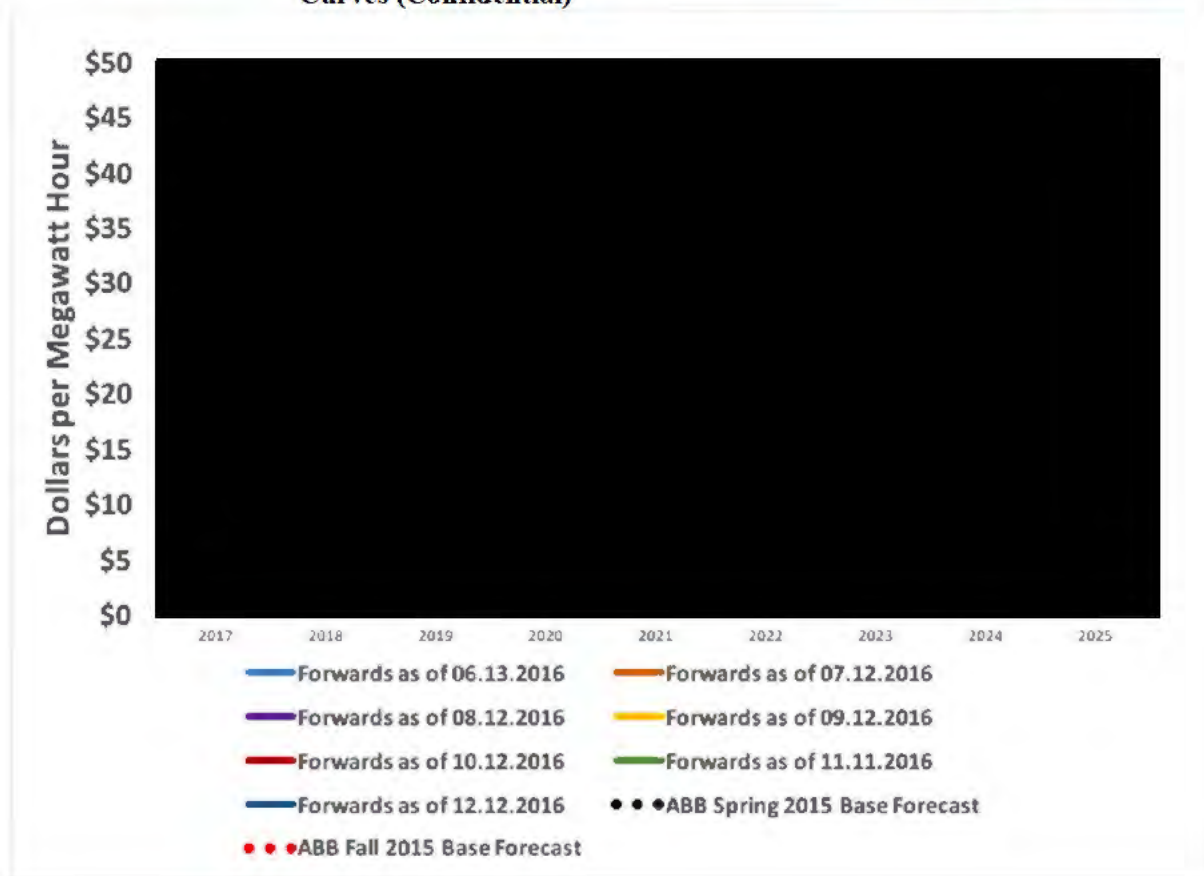 Curves (Confidential)
$50
$45
$40
$35
$30
$25
$20
$15
$10
$5
$0
Dollars per Megawatt Hour
2017 2018 2019 2020 2021 2022 2023 2024 2025
Forwards as of 06.13.2016 Forwards as of 07.12.2016
Forwards as of 08.12.2016 Forwards as of 09.12.2016
Forwards as of 10.12.2016 Forwards as of 11.11.2016
Forwards as of 12.12.2016 ABB Spring 2015 Base Forecast
ABB Fall 2015 Base Forecast